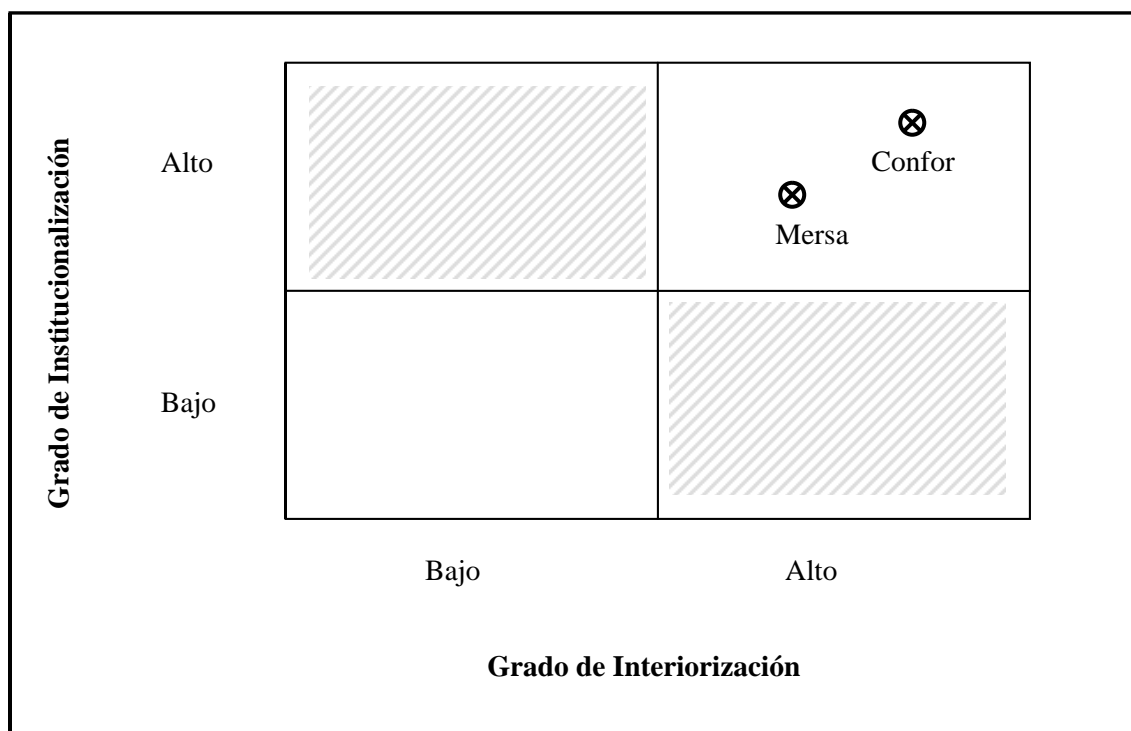 Grado de Institucionalización
Alto
Confor
Mersa
Bajo
Bajo Alto
Grado de Interiorización